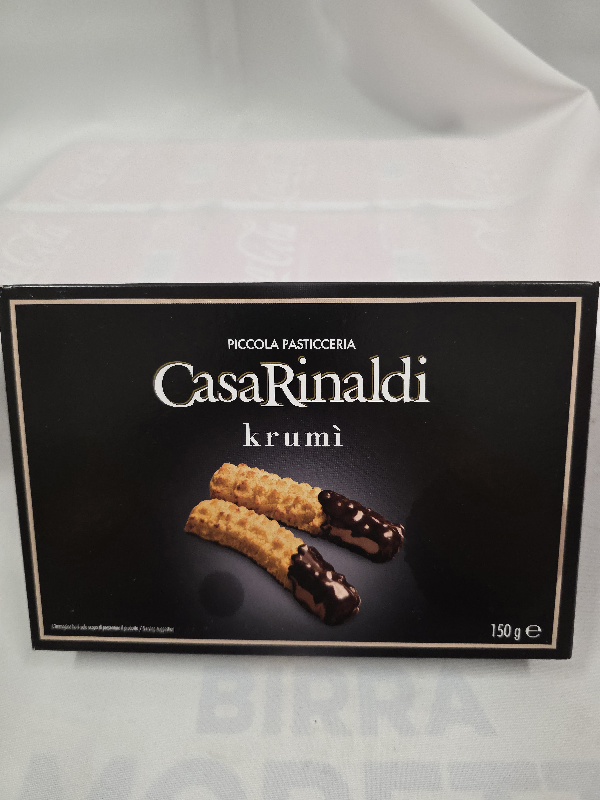 PICCOLA PASTICCERIA
CasaRinaldi
krumì
150 g ℮
BIRRA